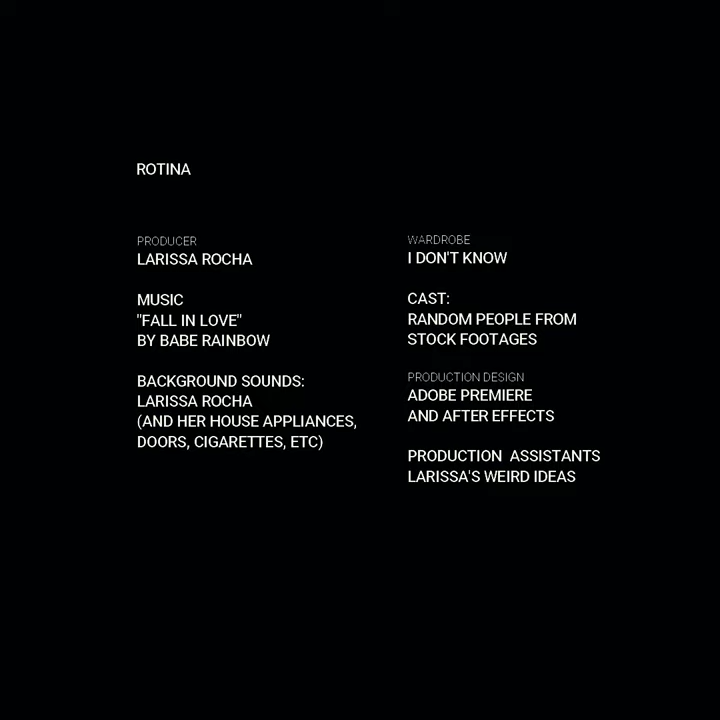 ROTINA
PRODUCER
LARISSA ROCHA
MUSIC
"FALL IN LOVE"
BY BABE RAINBOW
BACKGROUND SOUNDS:
LARISSA ROCHA
(AND HER HOUSE APPLIANCES,
DOORS, CIGARETTES, ETC)
WARDROBE
I DON'T KNOW
CAST:
RANDOM PEOPLE FROM
STOCK FOOTAGES
PRODUCTION DESIGN
ADOBE PREMIERE
AND AFTER EFFECTS
PRODUCTION ASSISTANTS
LARISSA'S WEIRD IDEAS